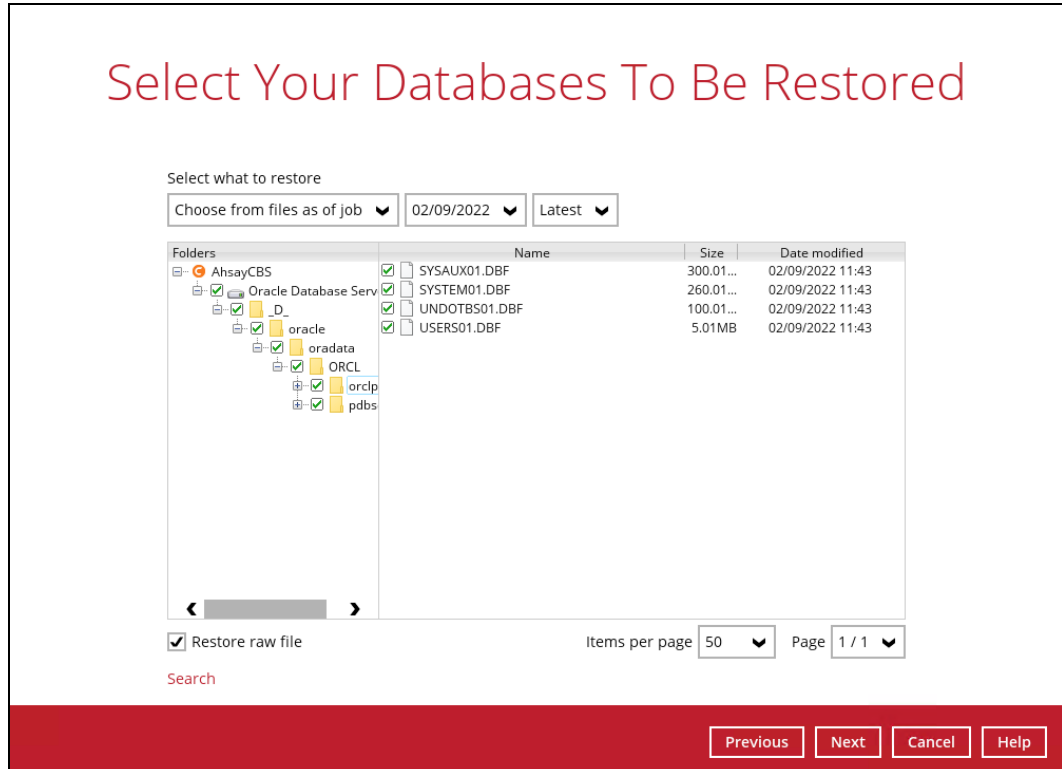 Select Your Databases To Be Restored
Select what to restore
Choose from files as of job 02/09/2022 Latest
Folders Name Size Date modified
AhsayCBS SYSAUX01.DBF 300.01... 02/09/2022 11:43
Oracle Database Serv SYSTEM01.DBF 260.01... 02/09/2022 11:43
_D_ UNDOTBS01.DBF 100.01... 02/09/2022 11:43
oracle USERS01.DBF 5.01MB 02/09/2022 11:43
oradata
ORCL
orclp
pdbs
Restore raw file Items per page 50 Page 1 / 1
Search
Previous Next Cancel Help